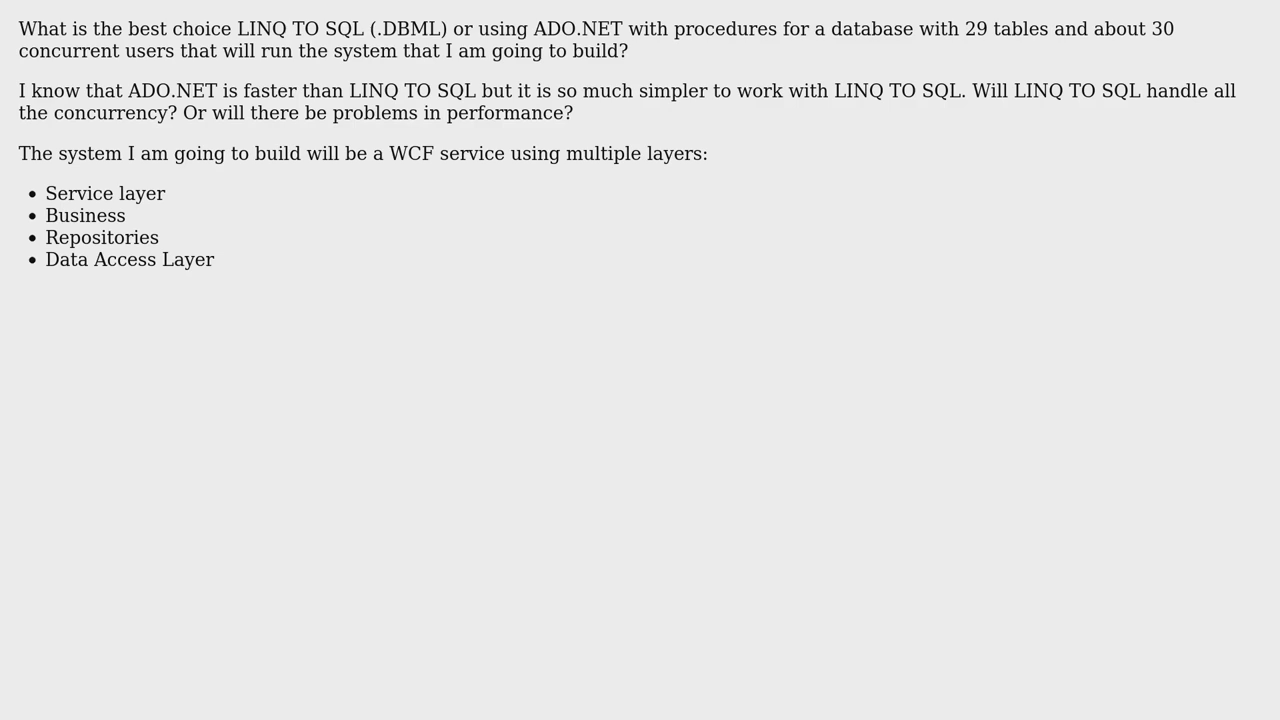 What is the best choice LINQ TO SQL (.DBML) or using ADO.NET with procedures for a database with 29 tables and about 30
concurrent users that will run the system that I am going to build?
I know that ADO.NET is faster than LINQ TO SQL but it is so much simpler to work with LINQ TO SQL. Will LINQ TO SQL handle all
the concurrency? Or will there be problems in performance?
The system I am going to build will be a WCF service using multiple layers:
• Service layer
• Business
• Repositories
• Data Access Layer